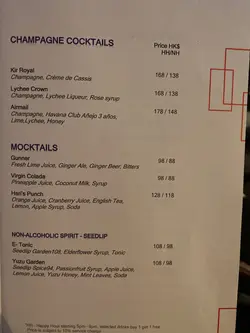 CHAMPAGNE COCKTAILS
Price HK$
HH/NH
Kir Royal 168 / 138
Champagne, Crème de Cassis
Lychee Crown 168 / 138
Champagne, Lychee Liqueur, Rose syrup
Airmail 178 / 148
Champagne, Havana Club Añejo 3 años,
Lime,Lychee, Honey
MOCKTAILS
Gunner 98 / 88
Fresh Lime Juice, Ginger Ale, Ginger Beer, Bitters
Virgin Colada 98 / 88
Pineapple Juice, Coconut Milk, Syrup
Hari's Punch 128 / 118
Orange Juice, Cranberry Juice, English Tea,
Lemon, Apple Syrup, Soda
NON-ALCOHOLIC SPIRIT - SEEDLIP
E- Tonic 108 / 98
Seedlip Garden108, Elderflower Syrup, Tonic
Yuzu Garden 108 / 98
Seedlip Spice94, Passionfruit Syrup, Apple Juice,
Lemon Juice, Yuzu Honey, Mint Leaves, Soda